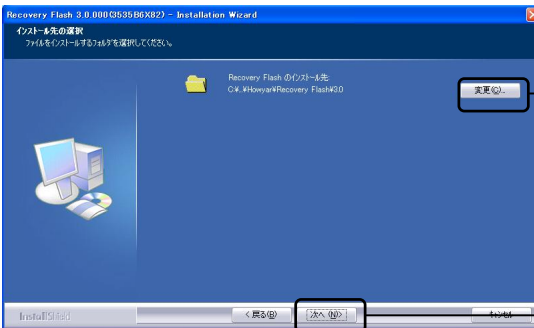 Recovery Flash 3.0.000(3535B6X82) - Installation Wizard
インストール先の選択
ファイルをインストールするフォルダを選択してください。
Recovery Flash のインストール先:
C:¥..¥Howyar¥Recovery Flash¥3.0
変更(C)...
InstallShield
< 戻る(B)
次へ (N)>
キャンセル